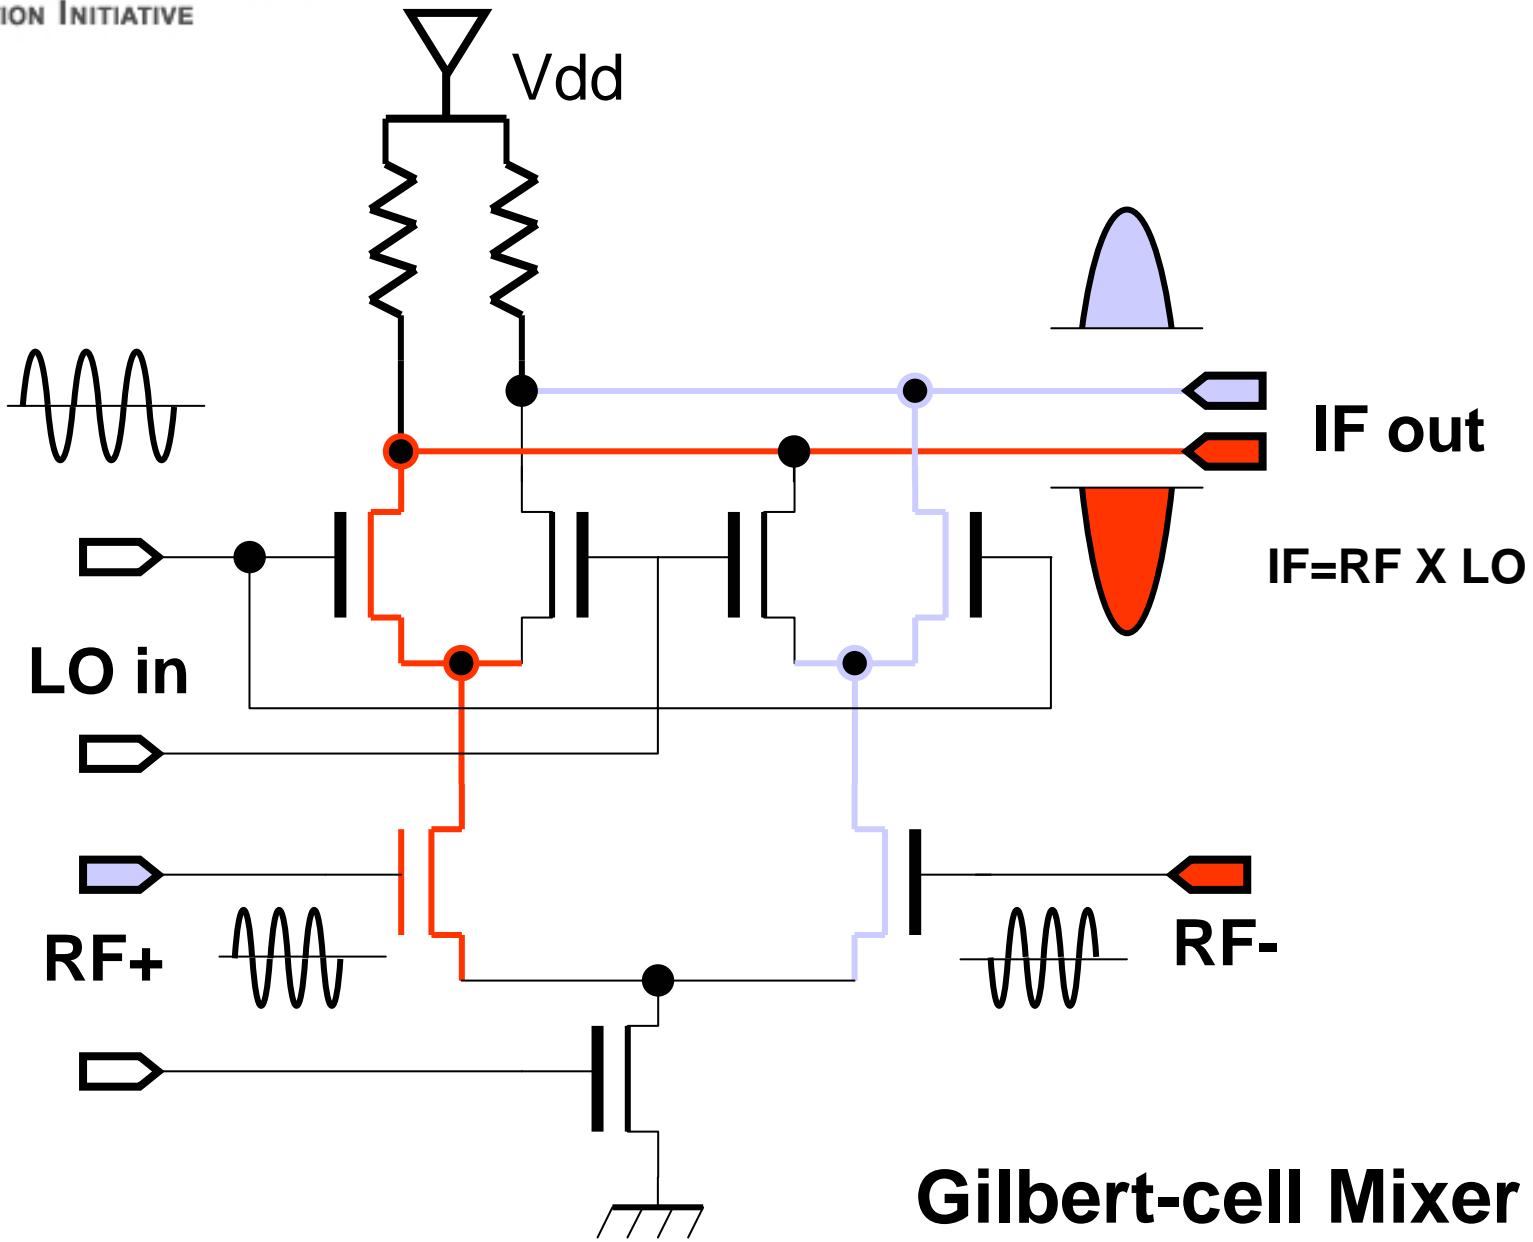 ION INITIATIVE
Vdd
IF out
IF=RF X LO
LO in
RF+
RF-
Gilbert-cell Mixer